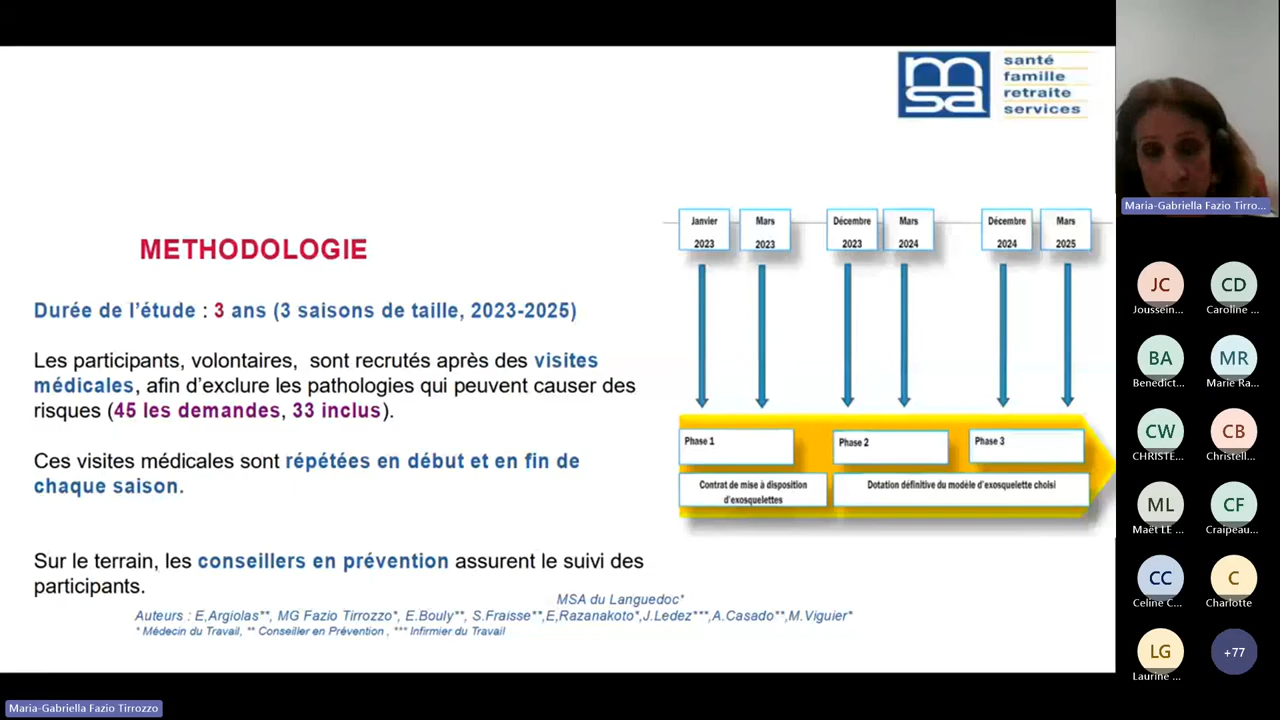 msa
santé
famille
retraite
services
METHODOLOGIE
Durée de l'étude : 3 ans (3 saisons de taille, 2023-2025)
Les participants, volontaires, sont recrutés après des visites
médicales, afin d'exclure les pathologies qui peuvent causer des
risques (45 les demandes, 33 inclus).
Ces visites médicales sont répétées en début et en fin de
chaque saison.
Sur le terrain, les conseillers en prévention assurent le suivi des
participants.
MSA du Languedoc*
Auteurs : E,Argiolas**, MG Fazio Tirrozzo*, E.Bouly**, S.Fraisse**,E,Razanakoto*,J.Ledez***,A.Casado**,M.Viguier*
* Médecin du Travail, ** Conseiller en Prévention , *** Infirmier du Travail
Janvier
2023
Mars
2023
Décembre
2023
Mars
2024
Décembre
2024
Mars
2025
Phase 1
Phase 2
Phase 3
Contrat de mise à disposition
d'exosquelettes
Dotation définitive du modèle d'exosquelette choisi
Maria-Gabriella Fazio Tirro...
JC
Joussein...
CD
Caroline ...
BA
Benedict...
MR
Marie Ra...
CW
CHRISTE...
CB
Christell...
ML
Maël LE ...
CF
Craipeau...
CC
Celine C...
C
Charlotte
LG
Laurine ...
+77
Maria-Gabriella Fazio Tirrozzo